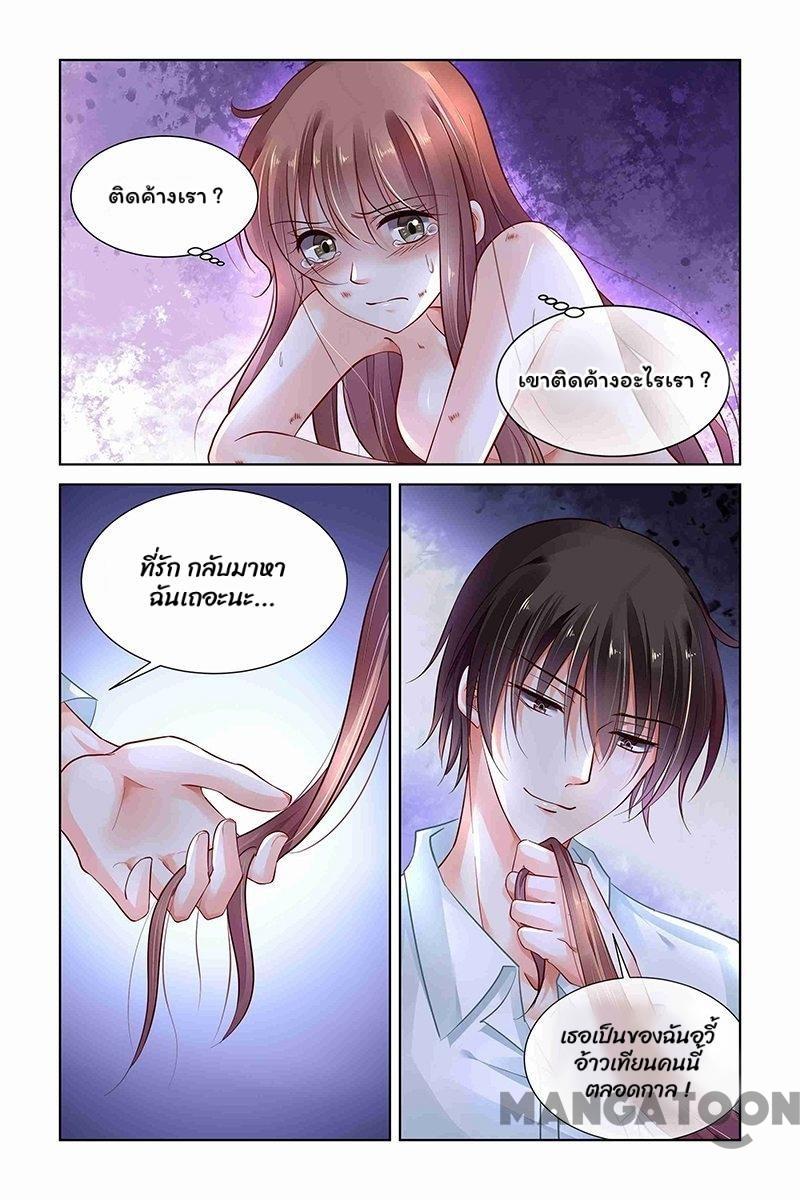 ติดค้างเรา ?
เขาติดค้างอะไรเรา ?
ที่รัก กลับมาหา
ฉันเถอะนะ...
เธอเป็นของฉันอวี้
อ้าวเทียนคนนี้
ตลอดกาล !
MANGATOON